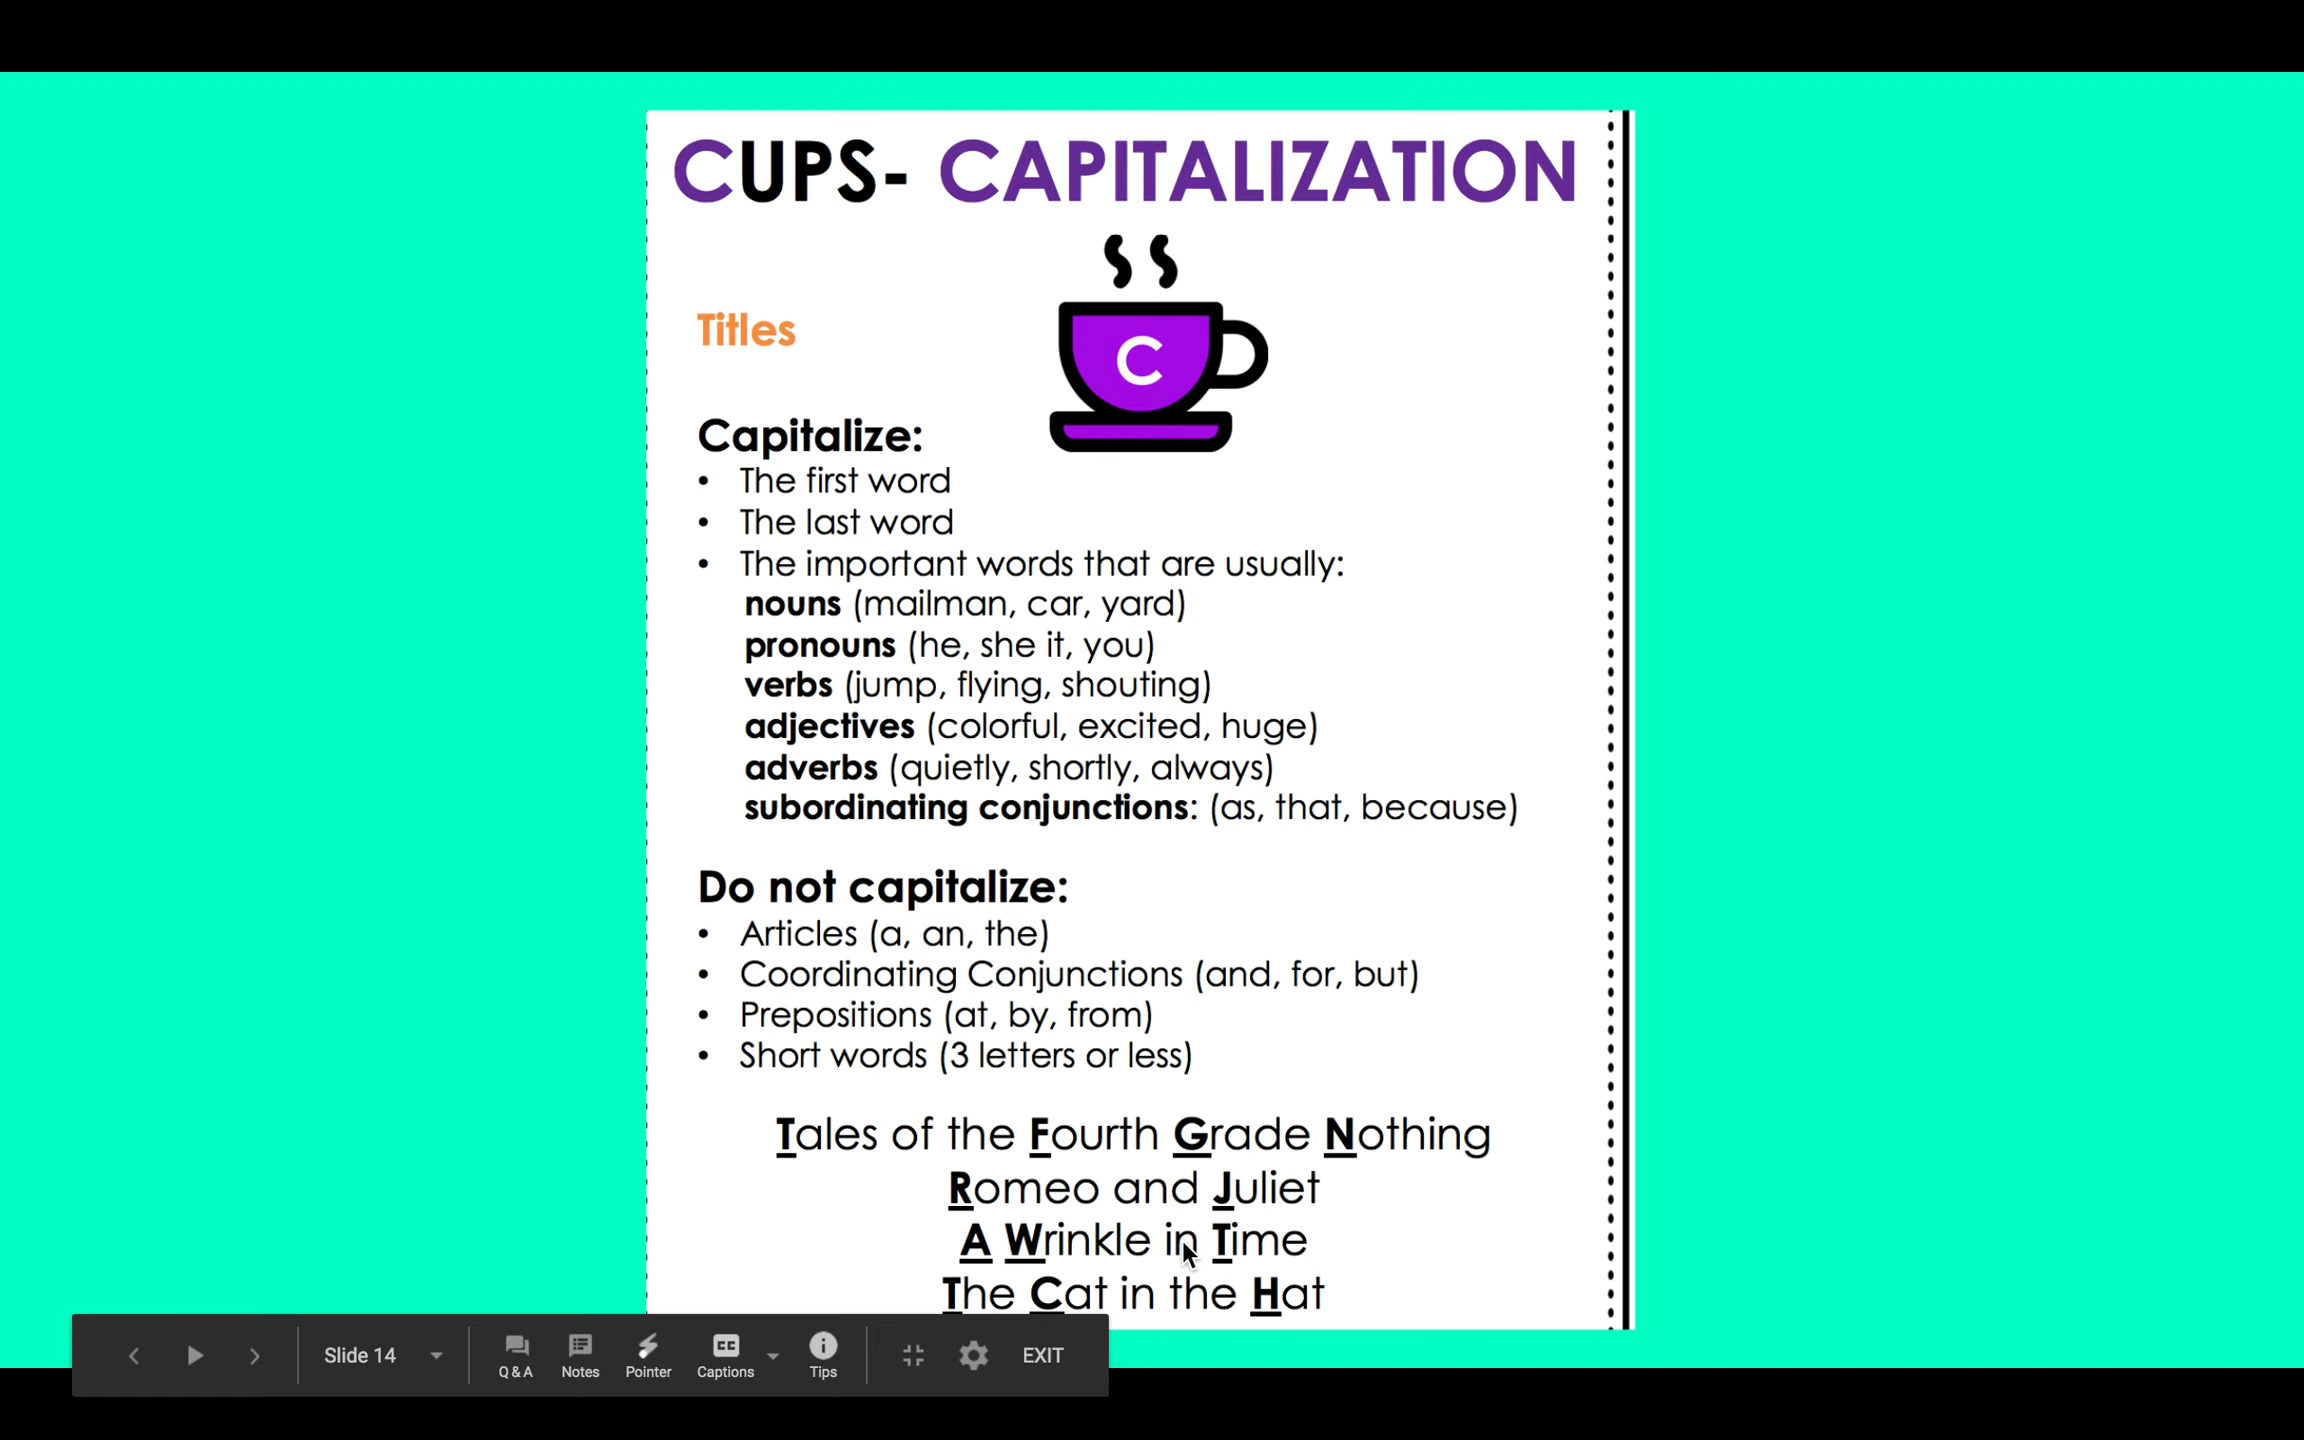 CUPS- CAPITALIZATION
C
Titles
Capitalize:
• The first word
• The last word
• The important words that are usually:
nouns (mailman, car, yard)
pronouns (he, she it, you)
verbs (jump, flying, shouting)
adjectives (colorful, excited, huge)
adverbs (quietly, shortly, always)
subordinating conjunctions: (as, that, because)
Do not capitalize:
• Articles (a, an, the)
• Coordinating Conjunctions (and, for, but)
• Prepositions (at, by, from)
• Short words (3 letters or less)
Tales of the Fourth Grade Nothing
Romeo and Juliet
A Wrinkle in Time
The Cat in the Hat
Slide 14
Q & A
Notes
Pointer
CC
Captions
Tips
EXIT